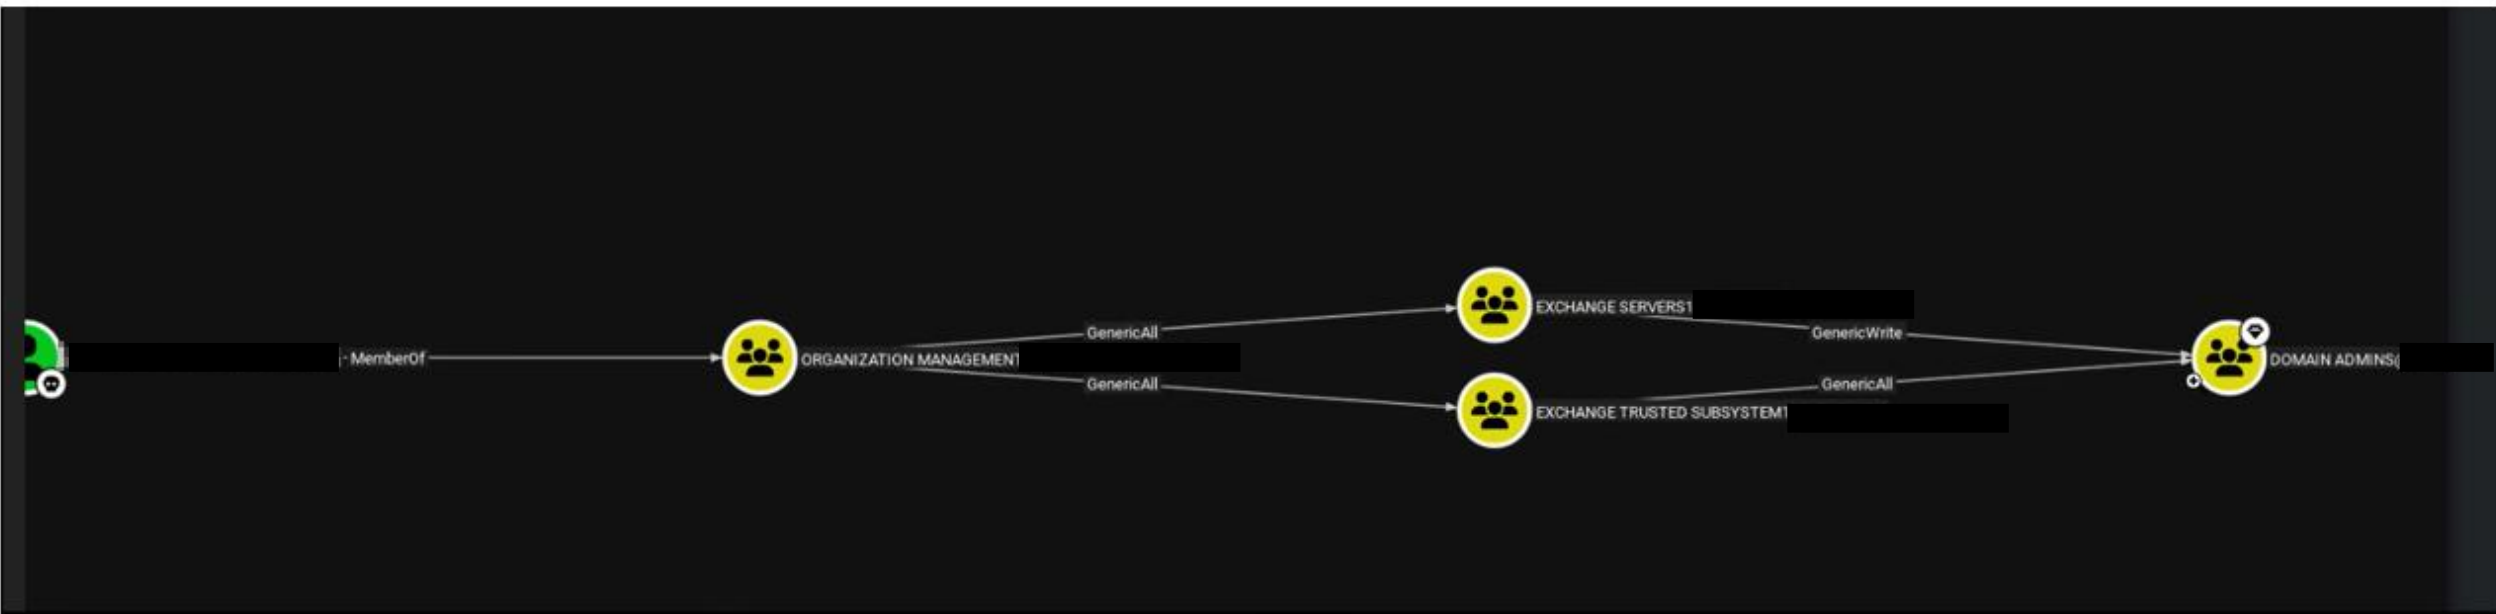 MemberOf
ORGANIZATION MANAGEMENT
GenericAll
GenericAll
EXCHANGE SERVERS
EXCHANGE TRUSTED SUBSYSTEM
GenericWrite
GenericAll
DOMAIN ADMINS